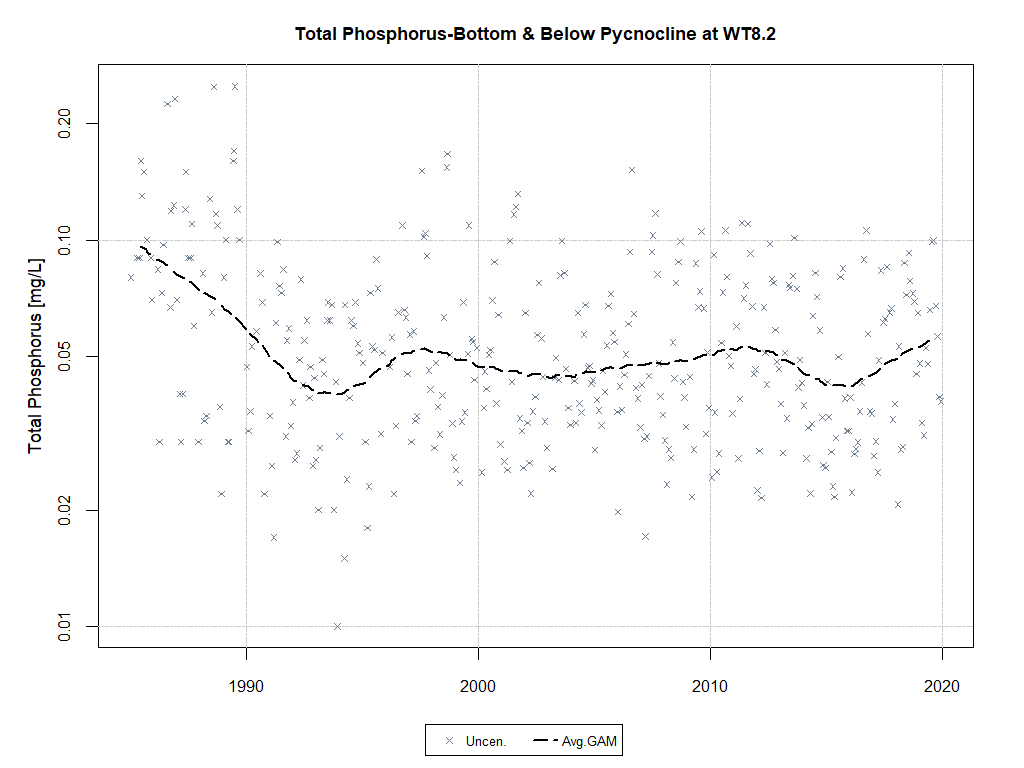 Total Phosphorus-Bottom & Below Pycnocline at WT8.2
Total Phosphorus [mg/L]
0.20
0.10
0.05
0.02
0.01
1990 2000 2010 2020
Uncen. Avg.GAM